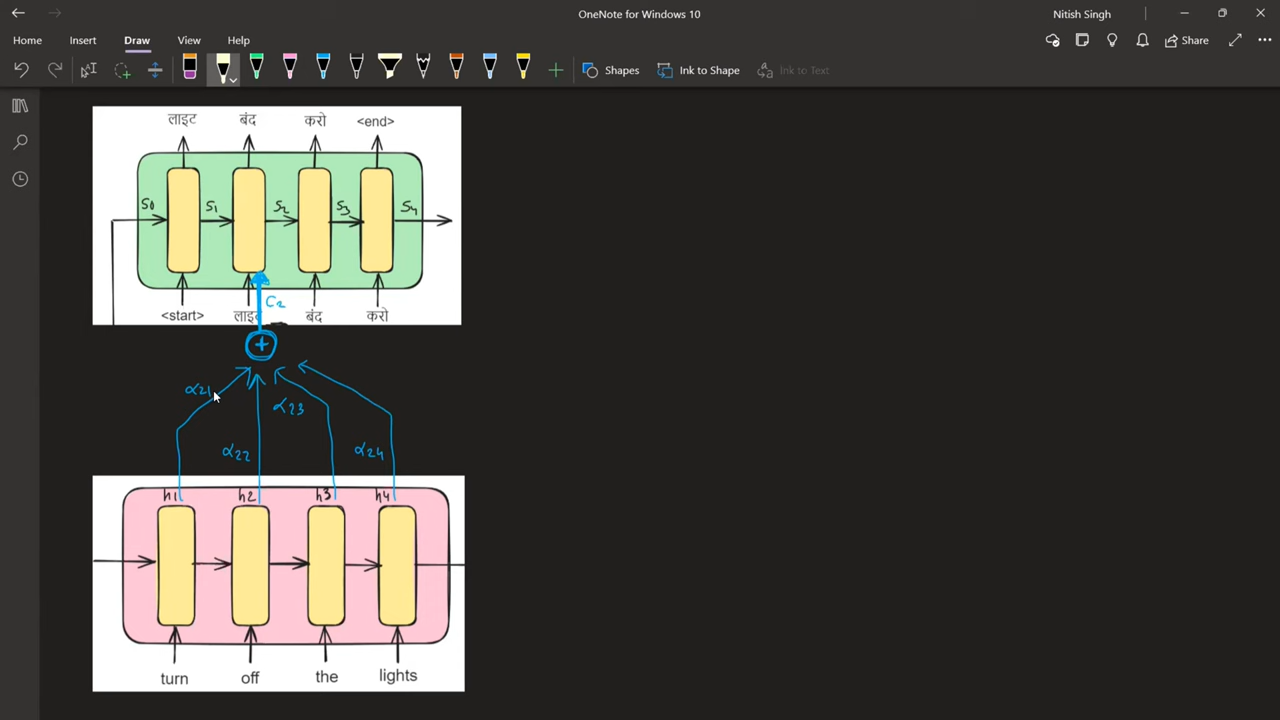 OneNote for Windows 10
Nitish Singh
Home Insert Draw View Help
Share
Shapes
Ink to Shape
Ink to Text
लाइट बंद करो <end>
S0 S1 S2 S3 S4
<start> लाइट बंद करो
C2
+
α21
α23
α22
α24
h1 h2 h3 h4
turn off the lights